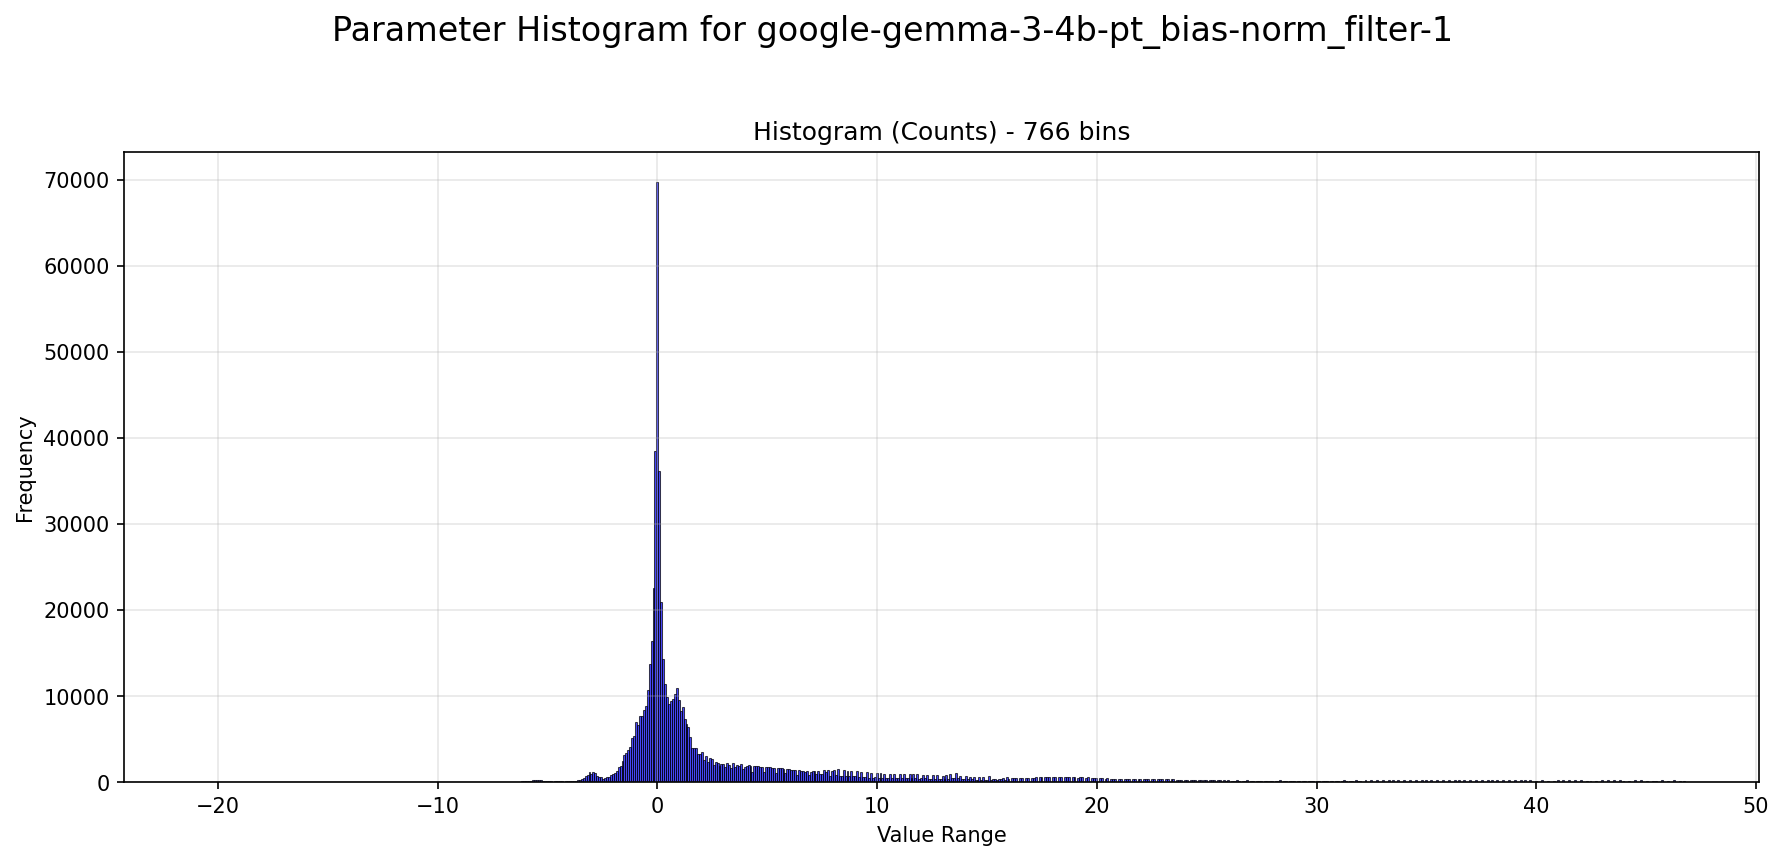 Parameter Histogram for google-gemma-3-4b-pt_bias-norm_filter-1
Histogram (Counts) - 766 bins
70000
60000
50000
40000
30000
20000
10000
0
Frequency
−20 −10 0 10 20 30 40 50
Value Range